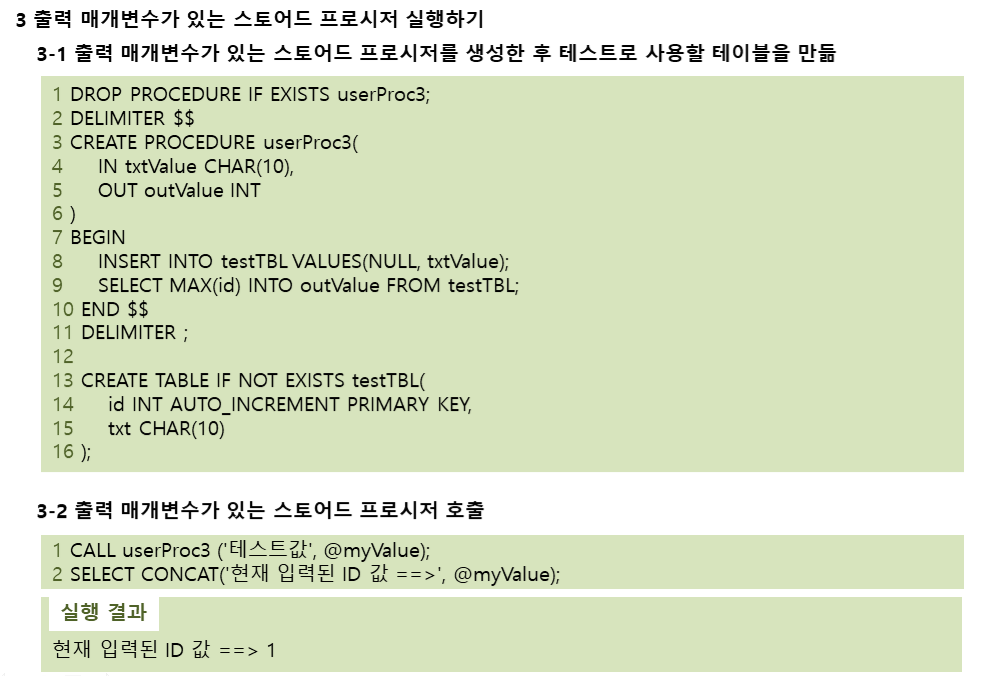 3 출력 매개변수가 있는 스토어드 프로시저 실행하기
3-1 출력 매개변수가 있는 스토어드 프로시저를 생성한 후 테스트로 사용할 테이블을 만듦
1 DROP PROCEDURE IF EXISTS userProc3;
2 DELIMITER $$
3 CREATE PROCEDURE userProc3(
4 IN txtValue CHAR(10),
5 OUT outValue INT
6 )
7 BEGIN
8 INSERT INTO testTBL VALUES(NULL, txtValue);
9 SELECT MAX(id) INTO outValue FROM testTBL;
10 END $$
11 DELIMITER ;
12
13 CREATE TABLE IF NOT EXISTS testTBL(
14 id INT AUTO_INCREMENT PRIMARY KEY,
15 txt CHAR(10)
16 );
3-2 출력 매개변수가 있는 스토어드 프로시저 호출
1 CALL userProc3 ('테스트값', @myValue);
2 SELECT CONCAT('현재 입력된 ID 값 ==>', @myValue);
실행 결과
현재 입력된 ID 값 ==> 1